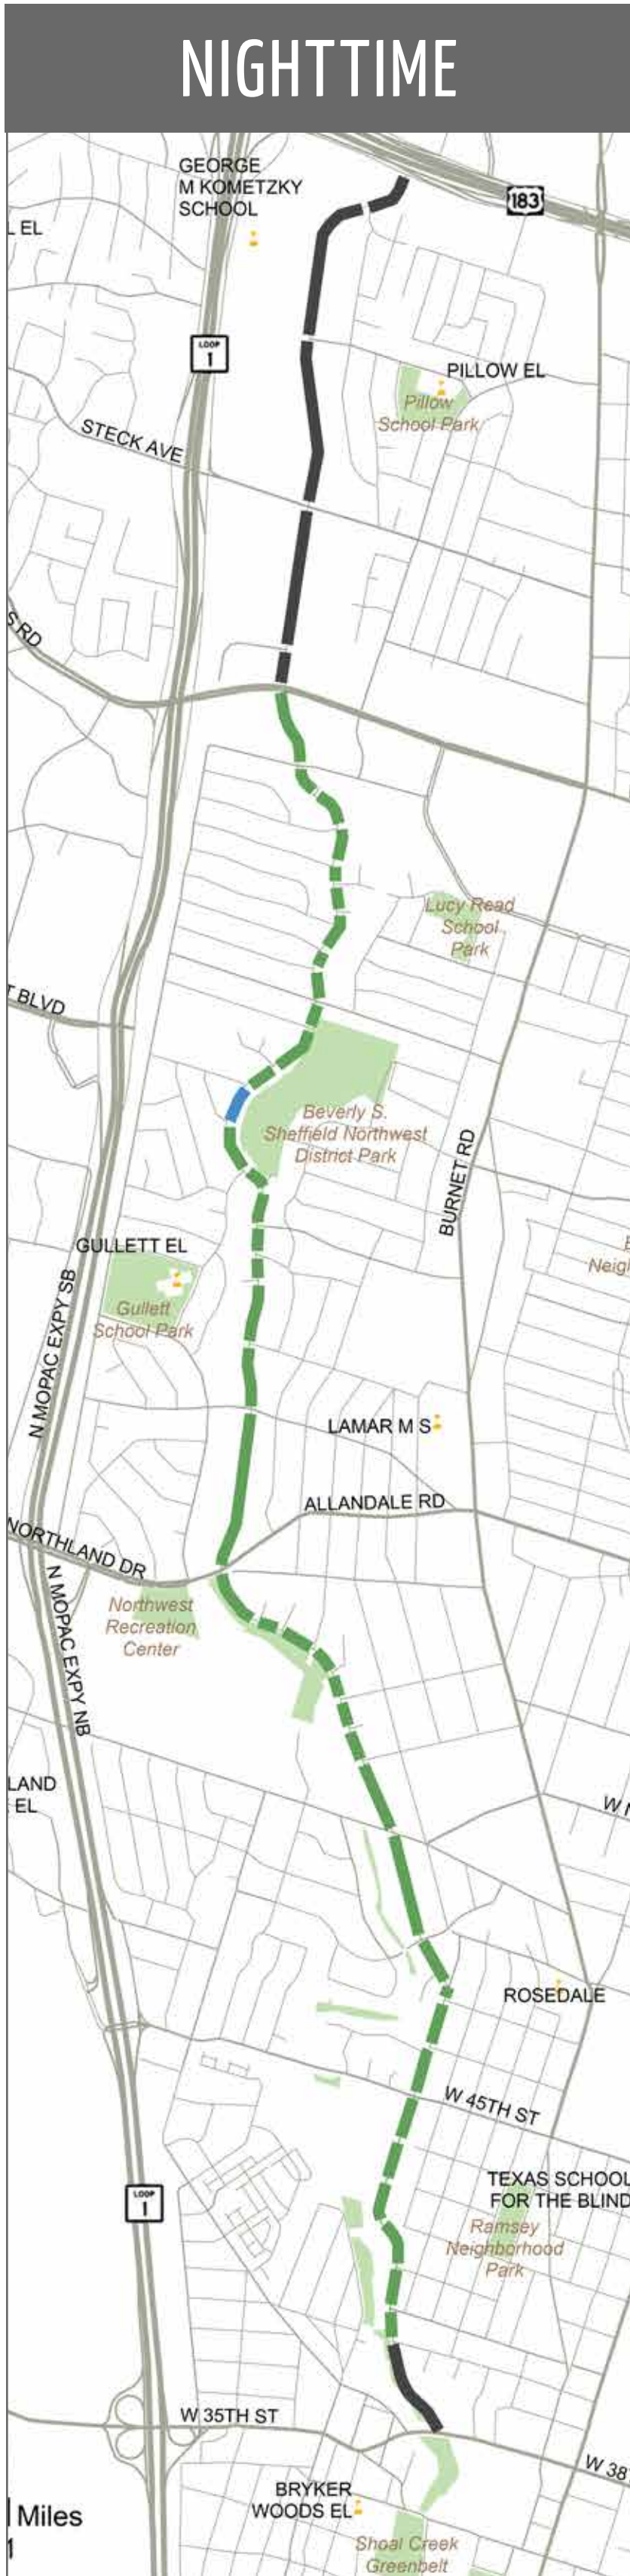 NIGHTTIME
GEORGE
M KOMETZKY
SCHOOL
183
L EL
LOOP
1
PILLOW EL
Pillow
School Park
STECK AVE
S RD
Lucy Read
School
Park
T BLVD
Beverly S.
Sheffield Northwest
District Park
BURNET RD
GULLETT EL
Neigh
Gullett
School Park
N MOPAC EXPY SB
LAMAR M S
ALLANDALE RD
NORTHLAND DR
N MOPAC EXPY NB
Northwest
Recreation
Center
LAND
EL
W
ROSEDALE
W 45TH ST
TEXAS SCHOOL
FOR THE BLIND
LOOP
1
Ramsey
Neighborhood
Park
W 35TH ST
W 38
BRYKER
WOODS EL
Miles
1
Shoal Creek
Greenbelt